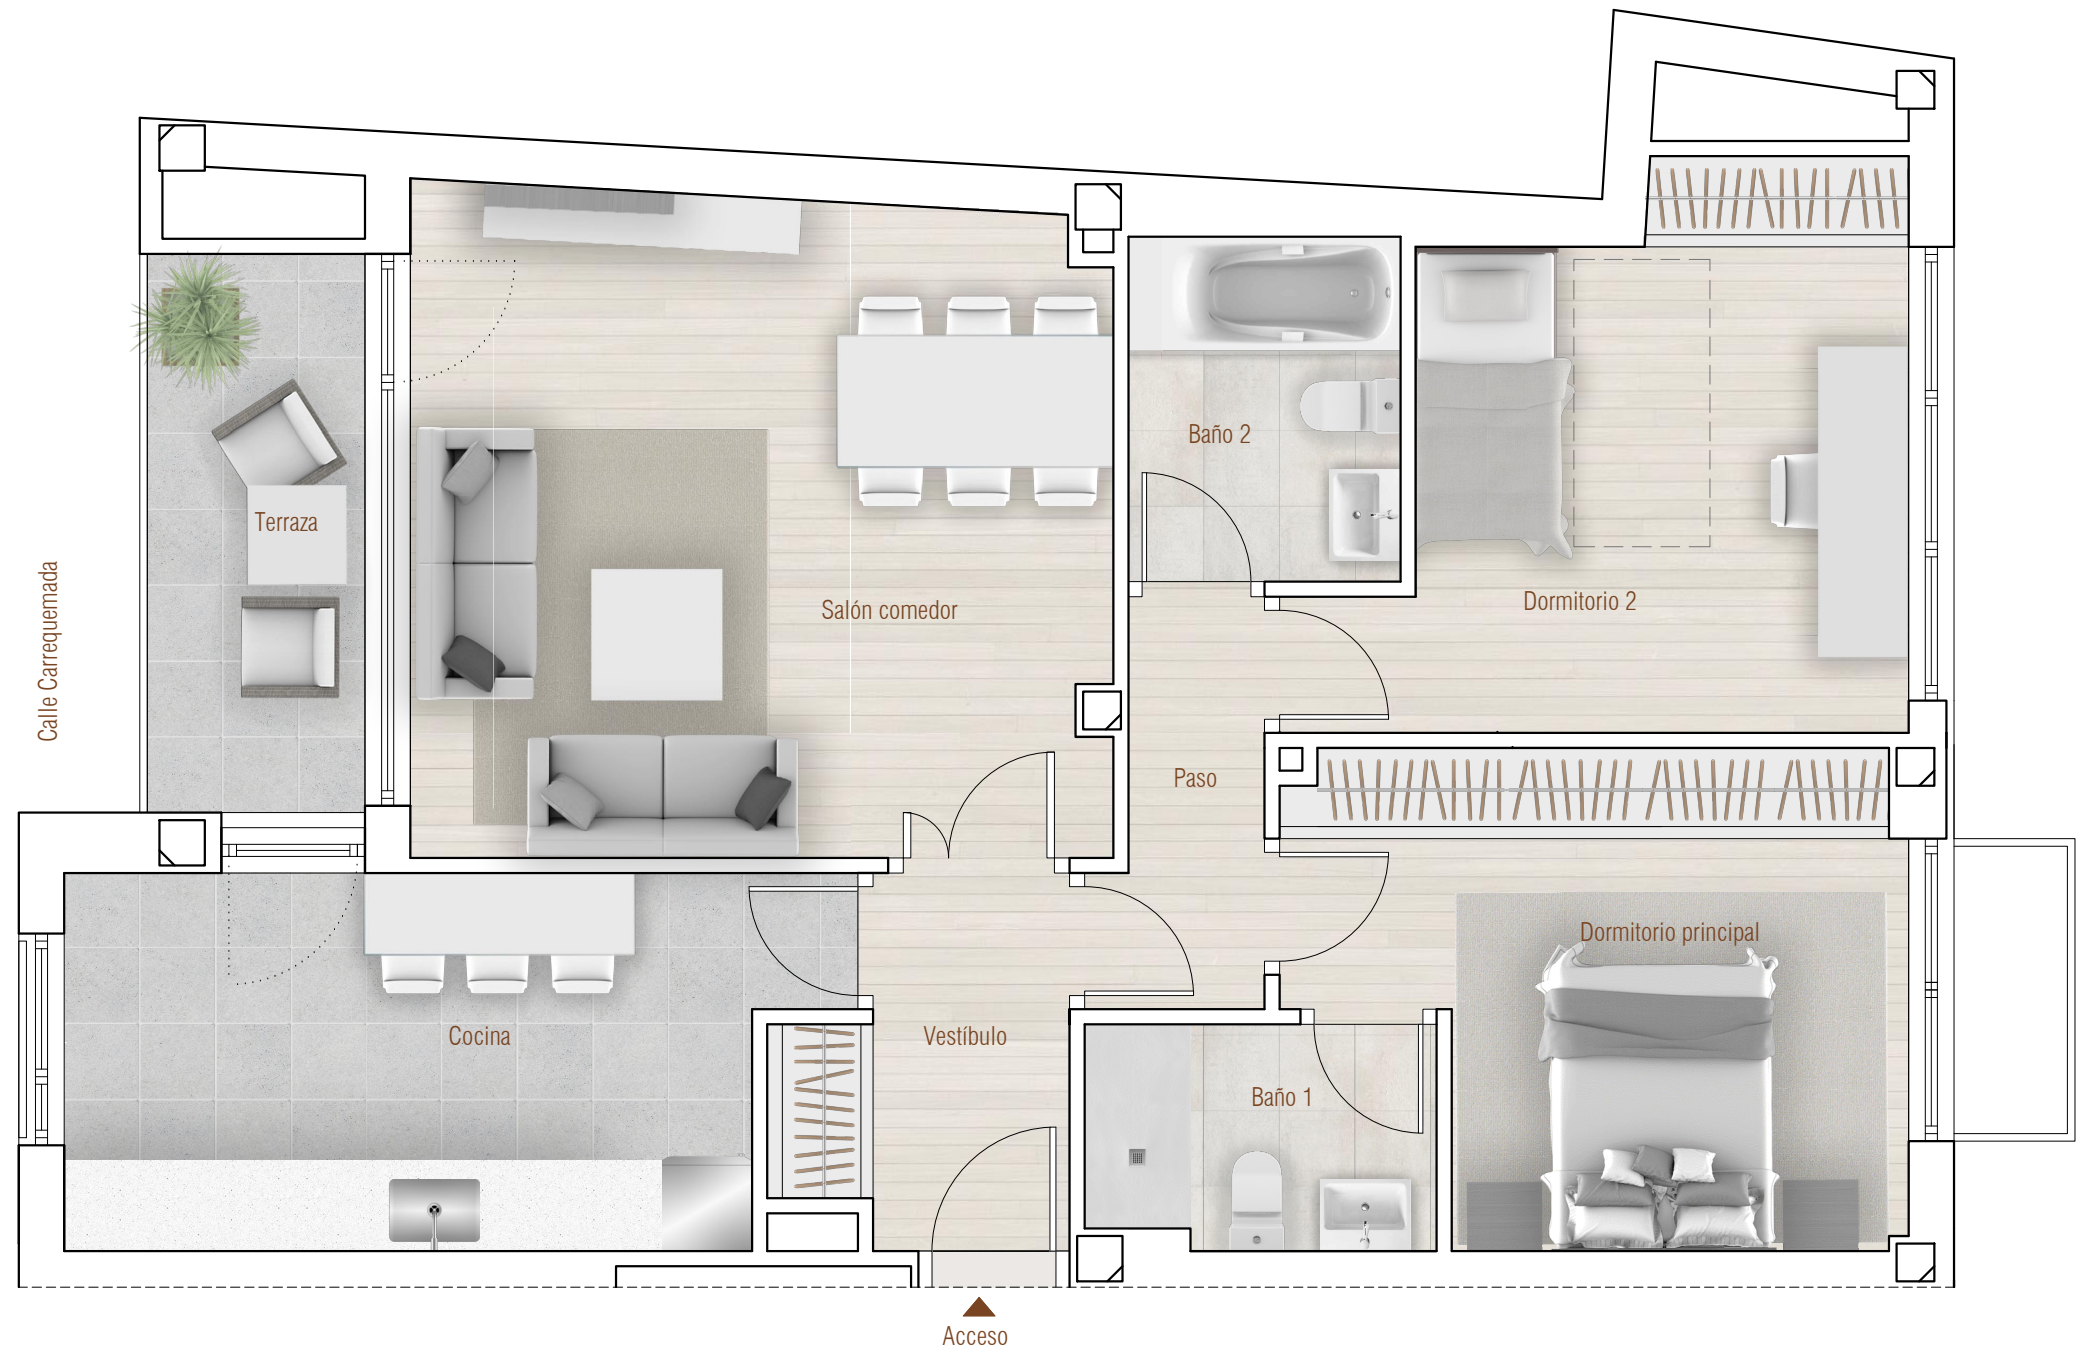 Baño 2
Terraza
Calle Carrequemada
Salón comedor
Dormitorio 2
Paso
Dormitorio principal
Cocina
Vestíbulo
Baño 1
Acceso